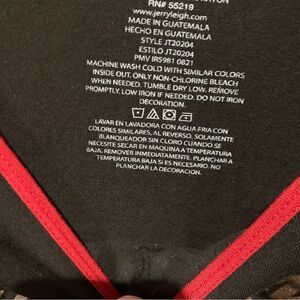 RN# 55219
www.jerryleigh.com
MADE IN GUATEMALA
HECHO EN GUATEMALA
STYLE JT20204
ESTILO JT20204
PMV IRS981 0821
MACHINE WASH COLD WITH SIMILAR COLORS
INSIDE OUT. ONLY NON-CHLORINE BLEACH
WHEN NEEDED. TUMBLE DRY LOW. REMOVE
PROMPTLY. LOW IRON IF NEEDED. DO NOT IRON
DECORATION.
LAVAR EN LAVADORA CON AGUA FRIA CON
COLORES SIMILARES, AL REVERSO, SOLAMENTE
BLANQUEADOR SIN CLORO CUANDO SE
NECESITE SECAR EN MAQUINA A TEMPERATURA
BAJA. REMOVER INMEDIATAMENTE. PLANCHAR A
TEMPERATURA BAJA SI ES NECESARIO. NO
PLANCHAR LA DECORACION.